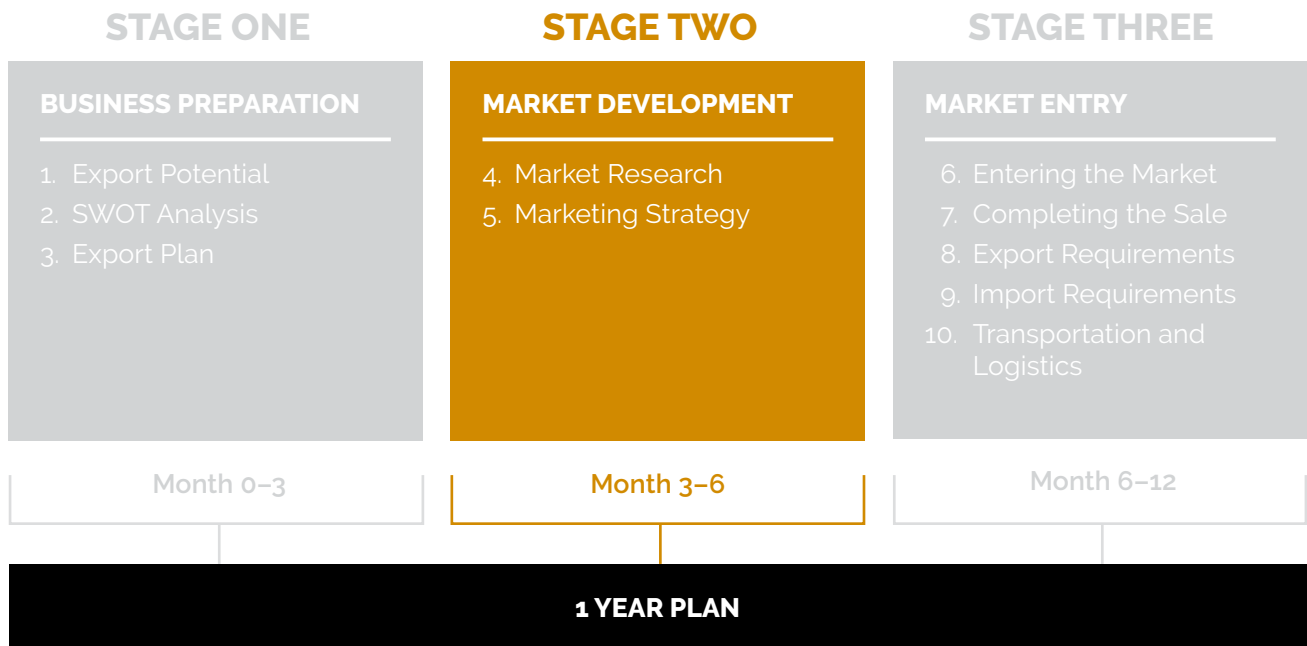 STAGE ONE
BUSINESS PREPARATION
1. Export Potential
2. SWOT Analysis
3. Export Plan
Month 0–3
STAGE TWO
MARKET DEVELOPMENT
4. Market Research
5. Marketing Strategy
Month 3–6
STAGE THREE
MARKET ENTRY
6. Entering the Market
7. Completing the Sale
8. Export Requirements
9. Import Requirements
10. Transportation and
Logistics
Month 6–12
1 YEAR PLAN